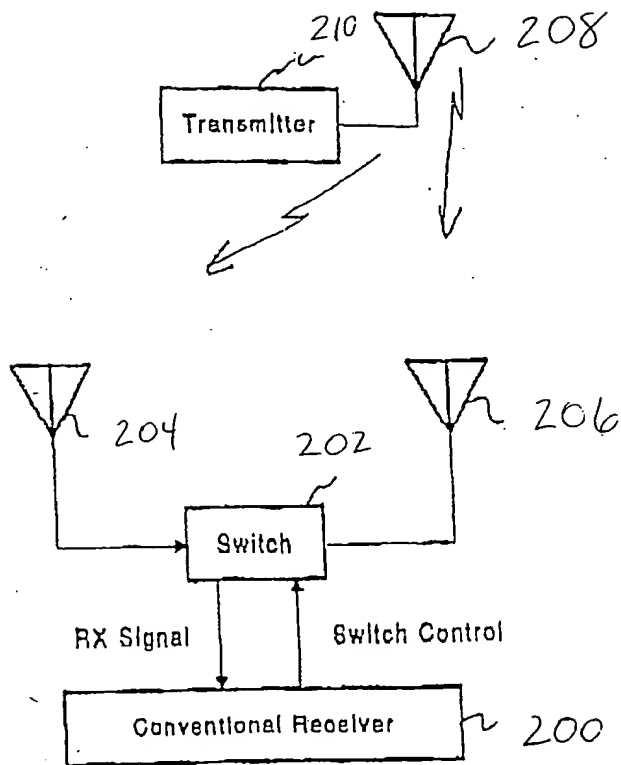 210
208
Transmitter
204
206
202
Switch
RX Signal
Switch Control
Conventional Receiver
200